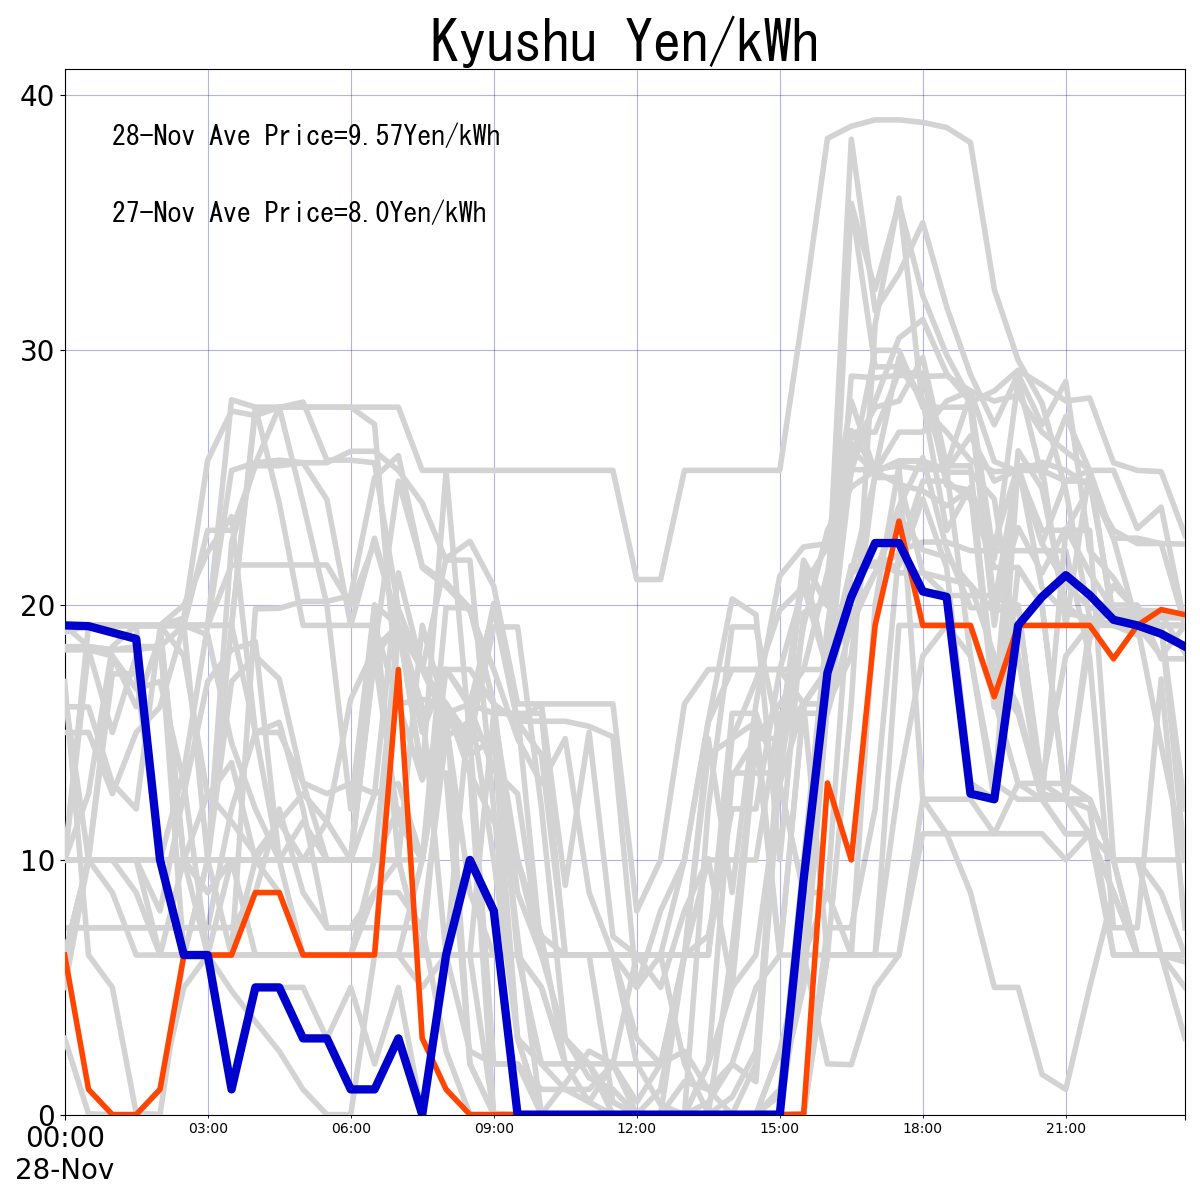 Kyushu Yen/kWh
40
28-Nov Ave Price=9.57Yen/kWh
27-Nov Ave Price=8.0Yen/kWh
30
20
10
0
00:00 03:00 06:00 09:00 12:00 15:00 18:00 21:00
28-Nov